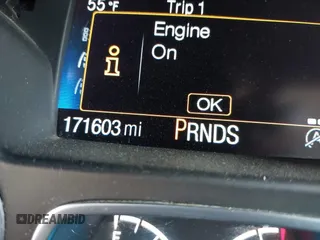 55°F Trip 1
Engine
On
i
OK
171603 mi PRNDS
F
DREAMBID